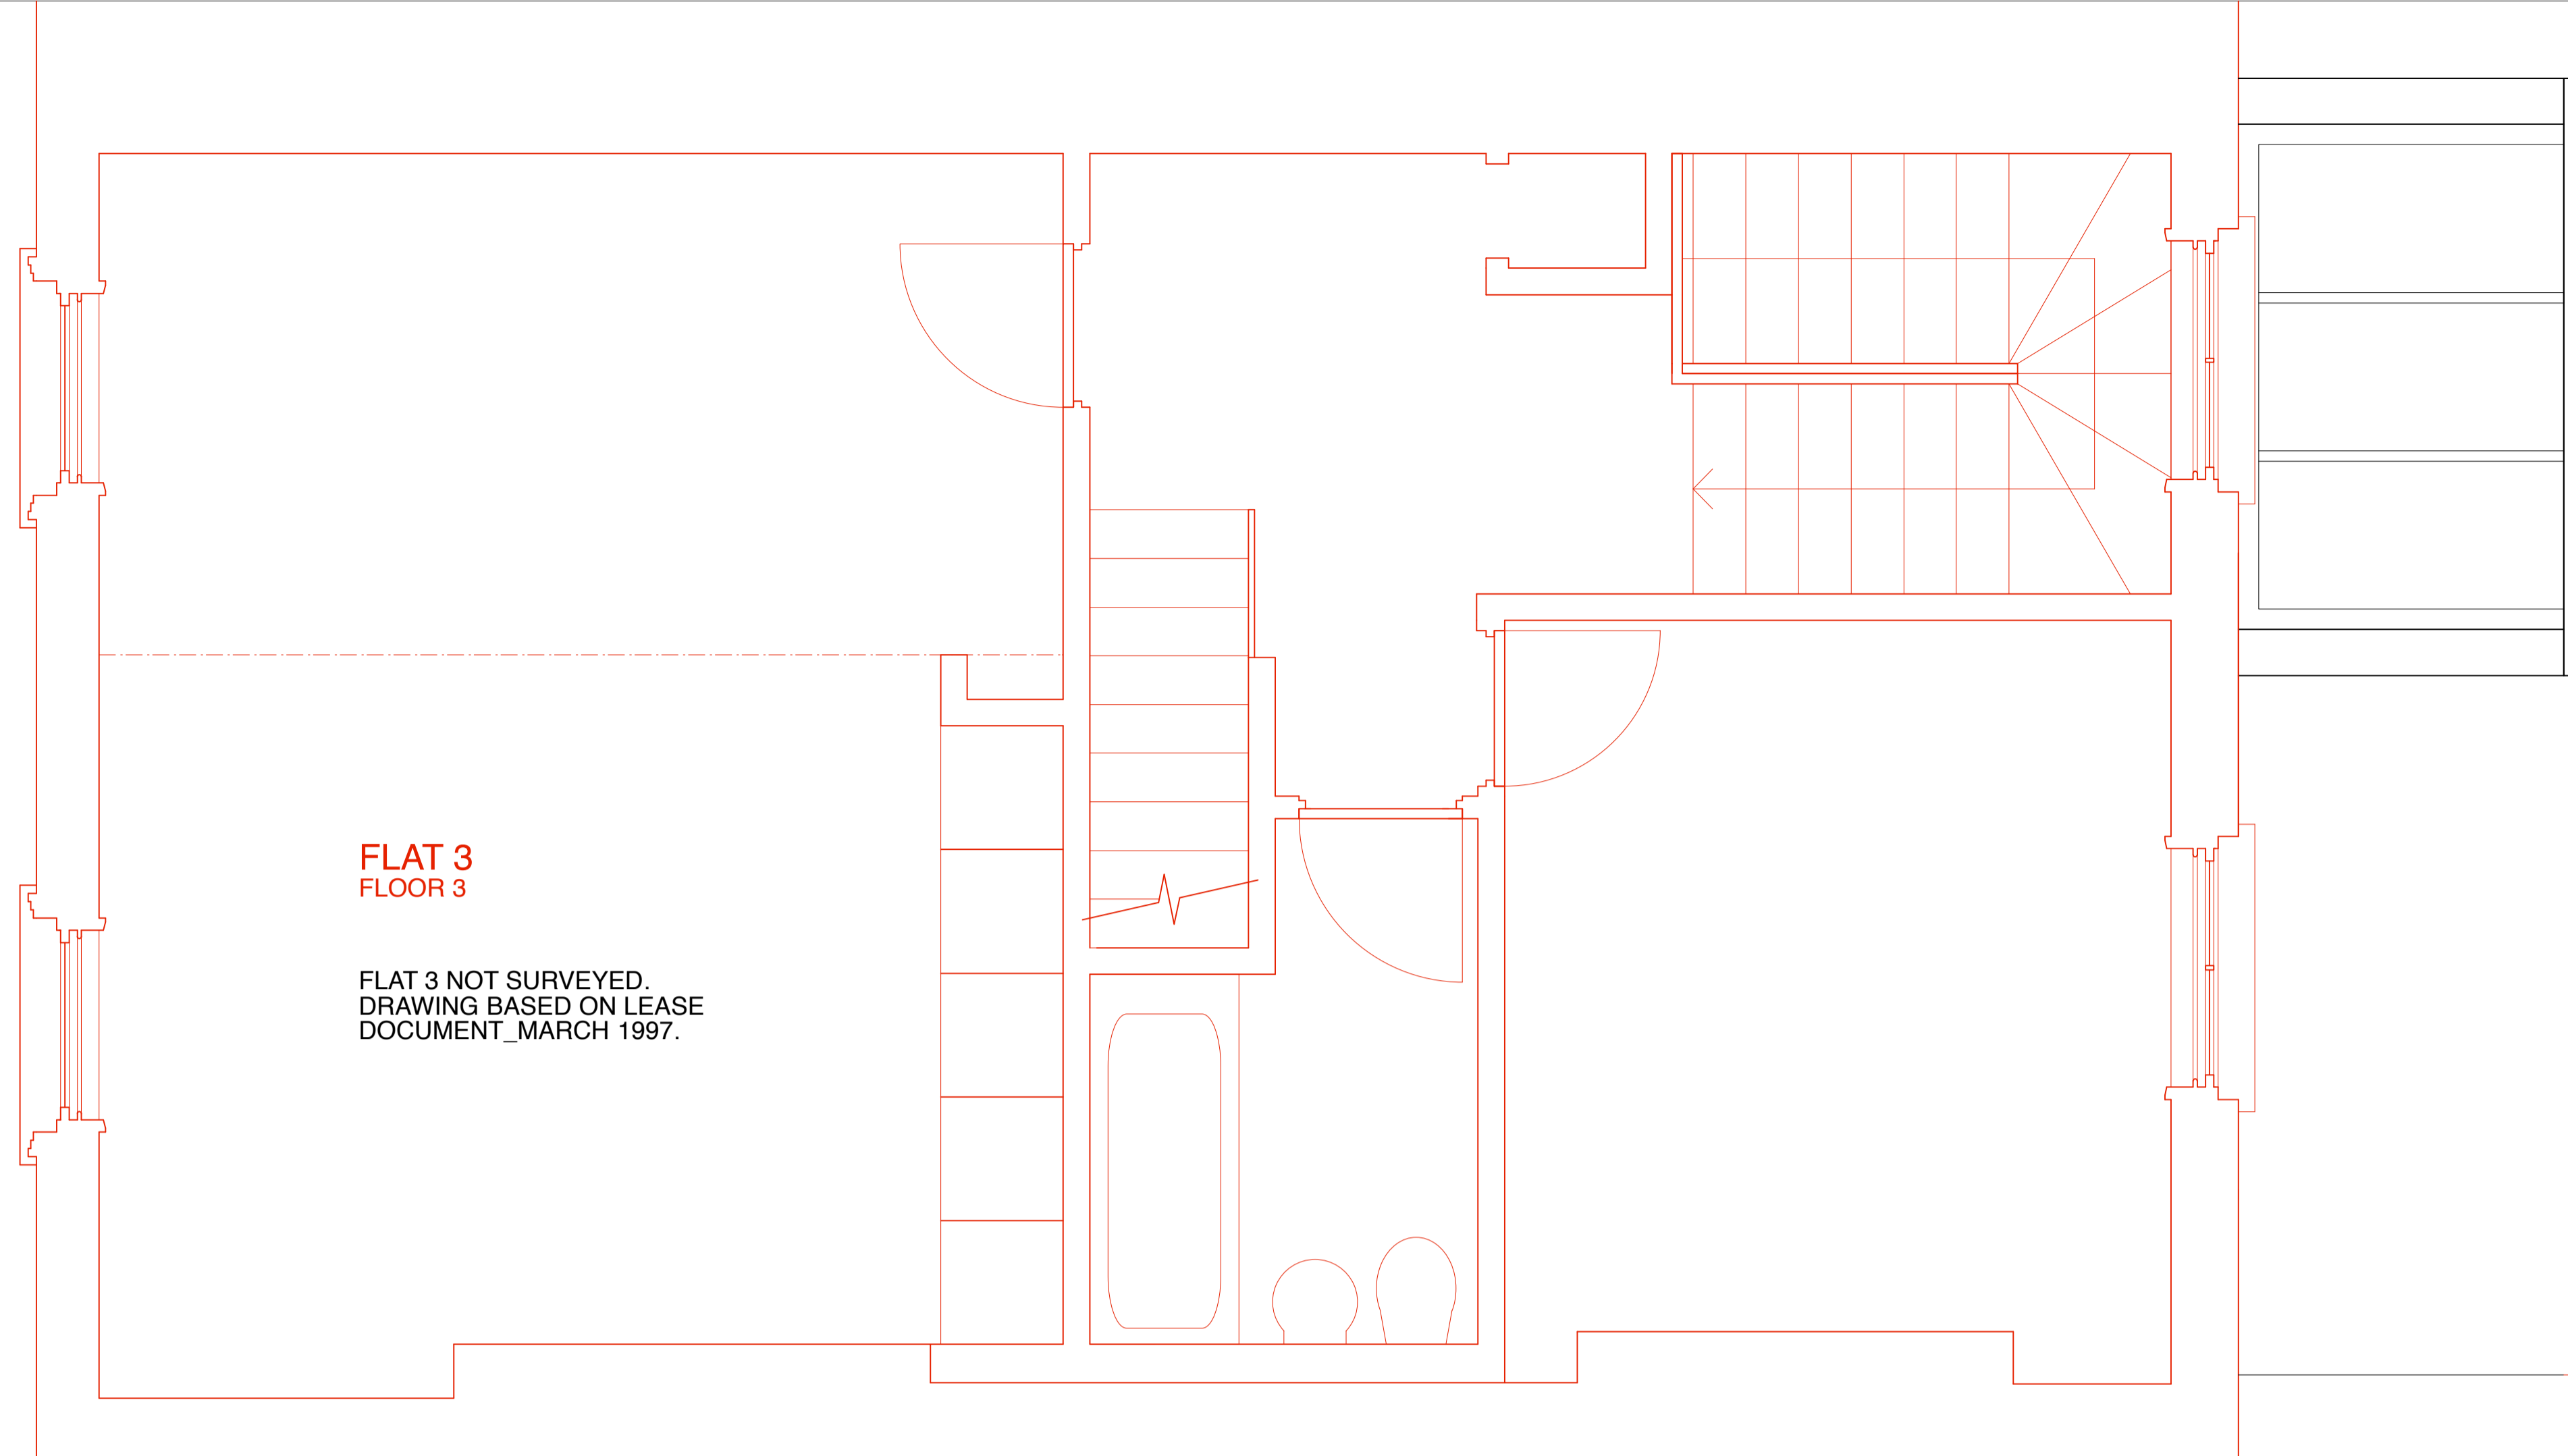 FLAT 3
FLOOR 3
FLAT 3 NOT SURVEYED.
DRAWING BASED ON LEASE
DOCUMENT_MARCH 1997.